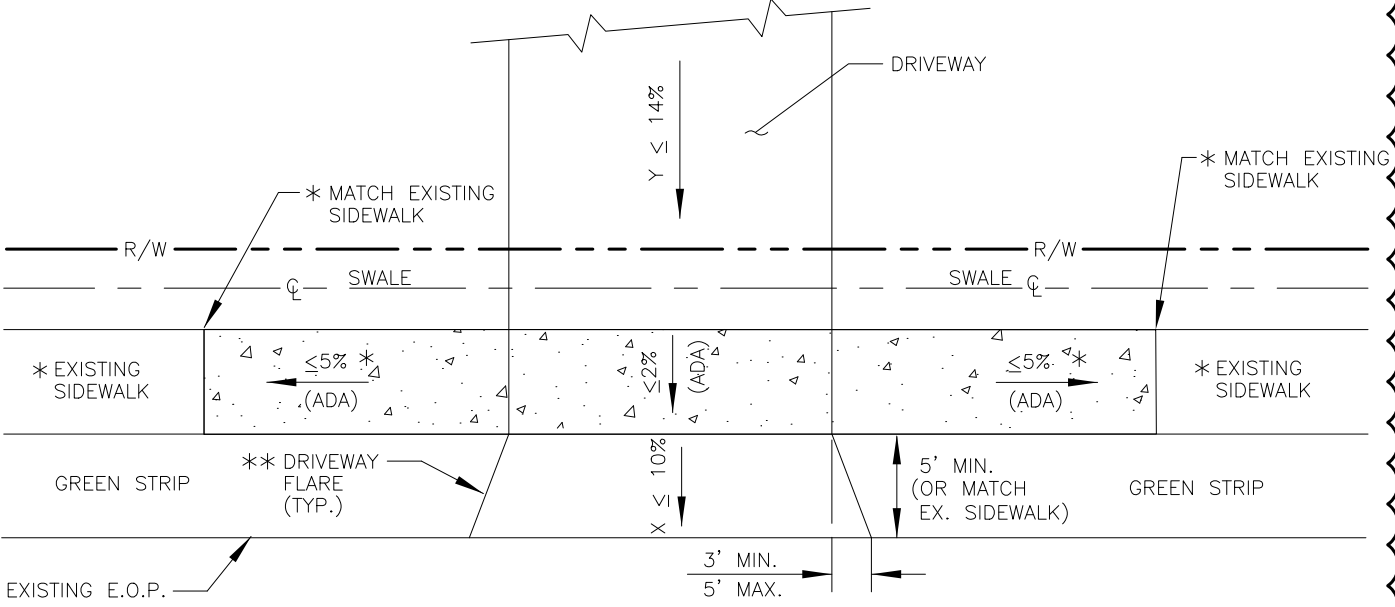 DRIVEWAY
Y ≤ 14%
* MATCH EXISTING
SIDEWALK
* MATCH EXISTING
SIDEWALK
R/W
R/W
℄
SWALE
SWALE
℄
* EXISTING
SIDEWALK
≤5% *
(ADA)
≤2%
(ADA)
≤5% *
(ADA)
* EXISTING
SIDEWALK
GREEN STRIP
** DRIVEWAY
FLARE
(TYP.)
X ≤ 10%
5' MIN.
(OR MATCH
EX. SIDEWALK)
GREEN STRIP
3' MIN.
5' MAX.
EXISTING E.O.P.